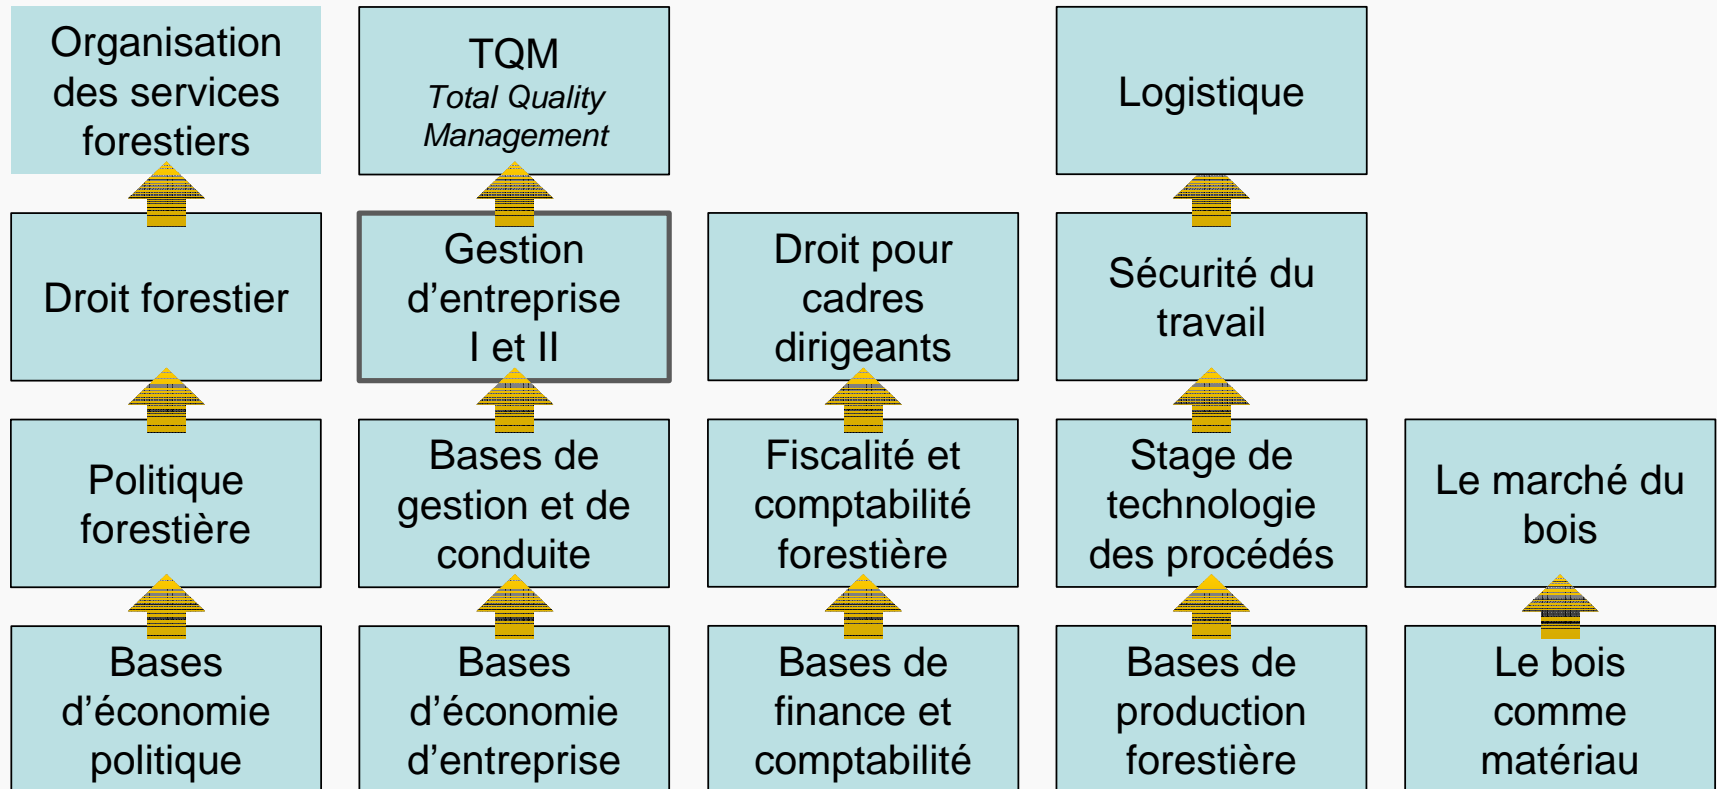 Organisation
des services
forestiers
TQM
Total Quality
Management
Logistique
Droit forestier
Gestion
d’entreprise
I et II
Droit pour
cadres
dirigeants
Sécurité du
travail
Politique
forestière
Bases de
gestion et de
conduite
Fiscalité et
comptabilité
forestière
Stage de
technologie
des procédés
Le marché du
bois
Bases
d’économie
politique
Bases
d’économie
d’entreprise
Bases de
finance et
comptabilité
Bases de
production
forestière
Le bois
comme
matériau